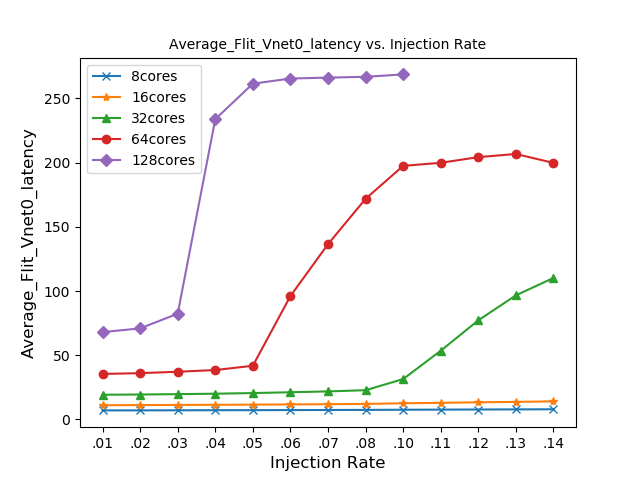 Average_Flit_Vnet0_latency vs. Injection Rate
8cores
16cores
32cores
64cores
128cores
Average_Flit_Vnet0_latency
250
200
150
100
50
0
.01 .02 .03 .04 .05 .06 .07 .08 .10 .11 .12 .13 .14
Injection Rate